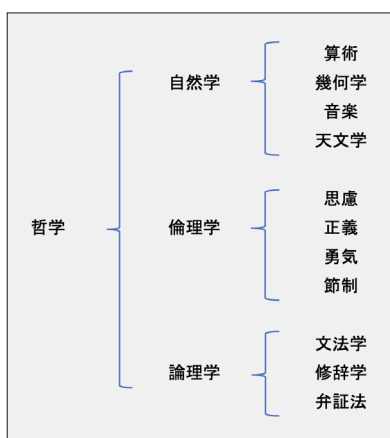 哲学
自然学
算術
幾何学
音楽
天文学
倫理学
思慮
正義
勇気
節制
論理学
文法学
修辞学
弁証法